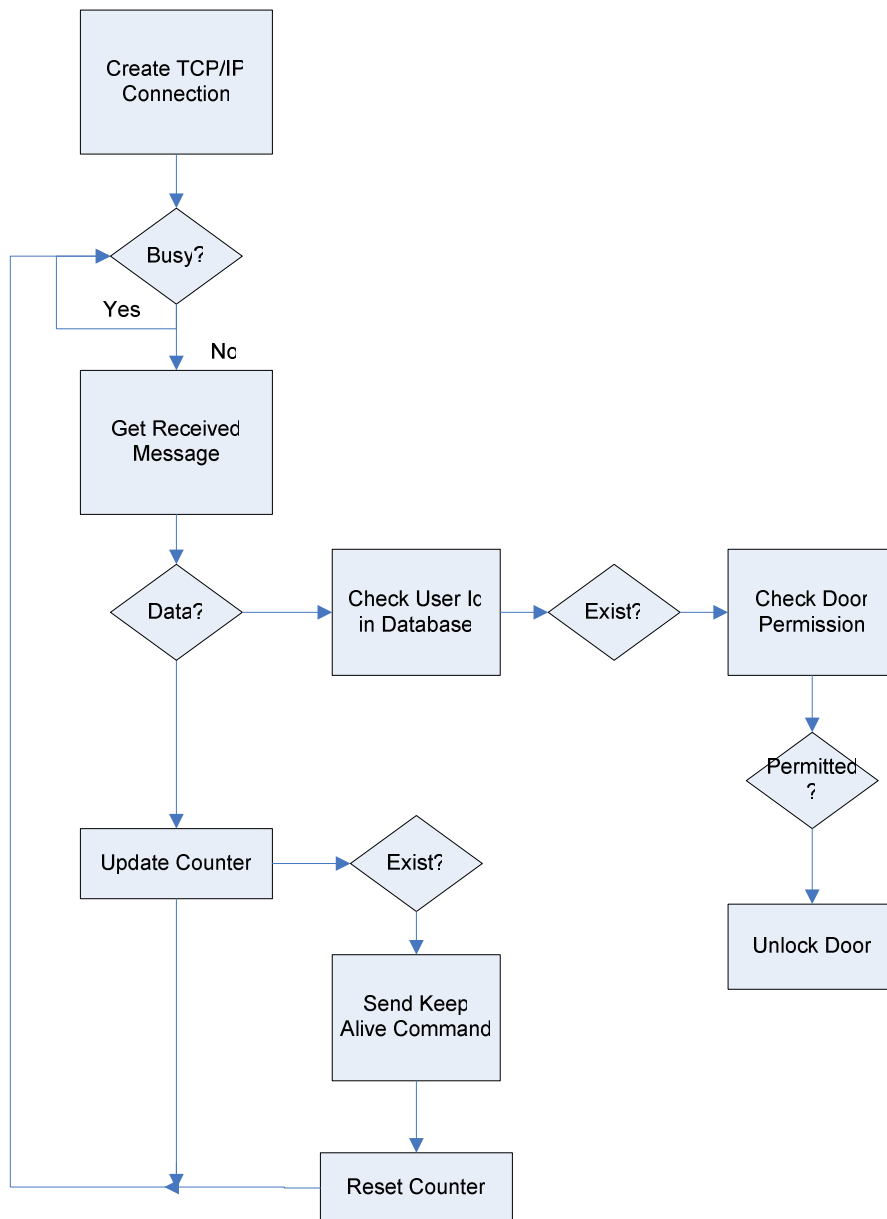 Create TCP/IP
Connection
Busy?
Yes
No
Get Received
Message
Data?
Check User Id
in Database
Exist?
Check Door
Permission
Permitted
?
Update Counter
Exist?
Unlock Door
Send Keep
Alive Command
Reset Counter